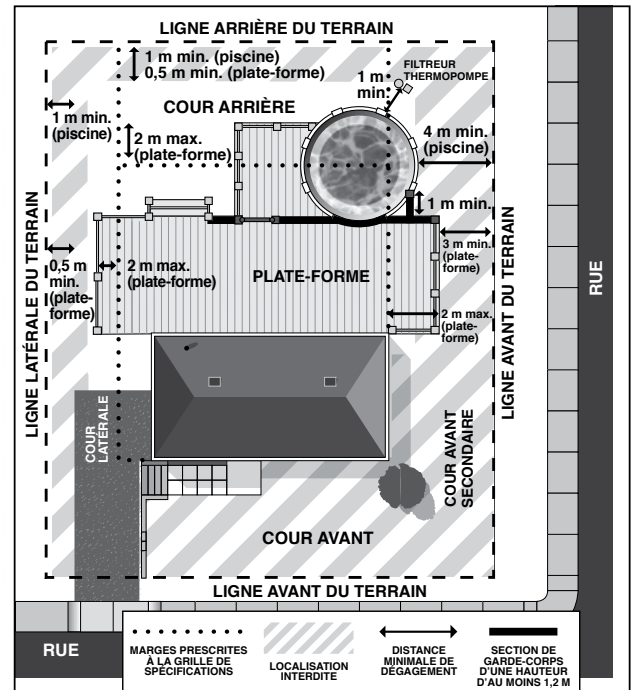 LIGNE ARRIÈRE DU TERRAIN
1 m min. (piscine)
0,5 m min. (plate-forme)
FILTREUR
THERMOPOMPE
1 m
min.
COUR ARRIÈRE
1 m min.
(piscine)
2 m max.
(plate-forme)
4 m min.
(piscine)
1 m min.
LIGNE LATÉRALE DU TERRAIN
0,5 m
min.
(plate-
forme)
2 m max.
(plate-forme)
PLATE-FORME
3 m min.
(plate-
forme)
2 m max.
(plate-
forme)
LIGNE AVANT DU TERRAIN
RUE
COUR
LATÉRALE
COUR AVANT
SECONDAIRE
COUR AVANT
LIGNE AVANT DU TERRAIN
RUE
MARGES PRESCRITES
À LA GRILLE DE
SPÉCIFICATIONS
LOCALISATION
INTERDITE
DISTANCE
MINIMALE DE
DÉGAGEMENT
SECTION DE
GARDE-CORPS
D'UNE HAUTEUR
D'AU MOINS 1,2 M